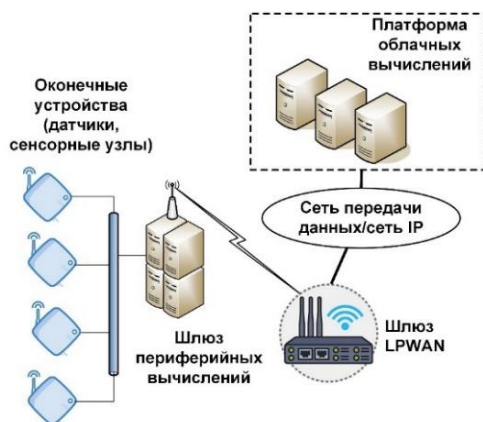 Платформа
облачных
вычислений
Оконечные
устройства
(датчики,
сенсорные узлы)
Сеть передачи
данных/сеть IP
Шлюз
периферийных
вычислений
Шлюз
LPWAN